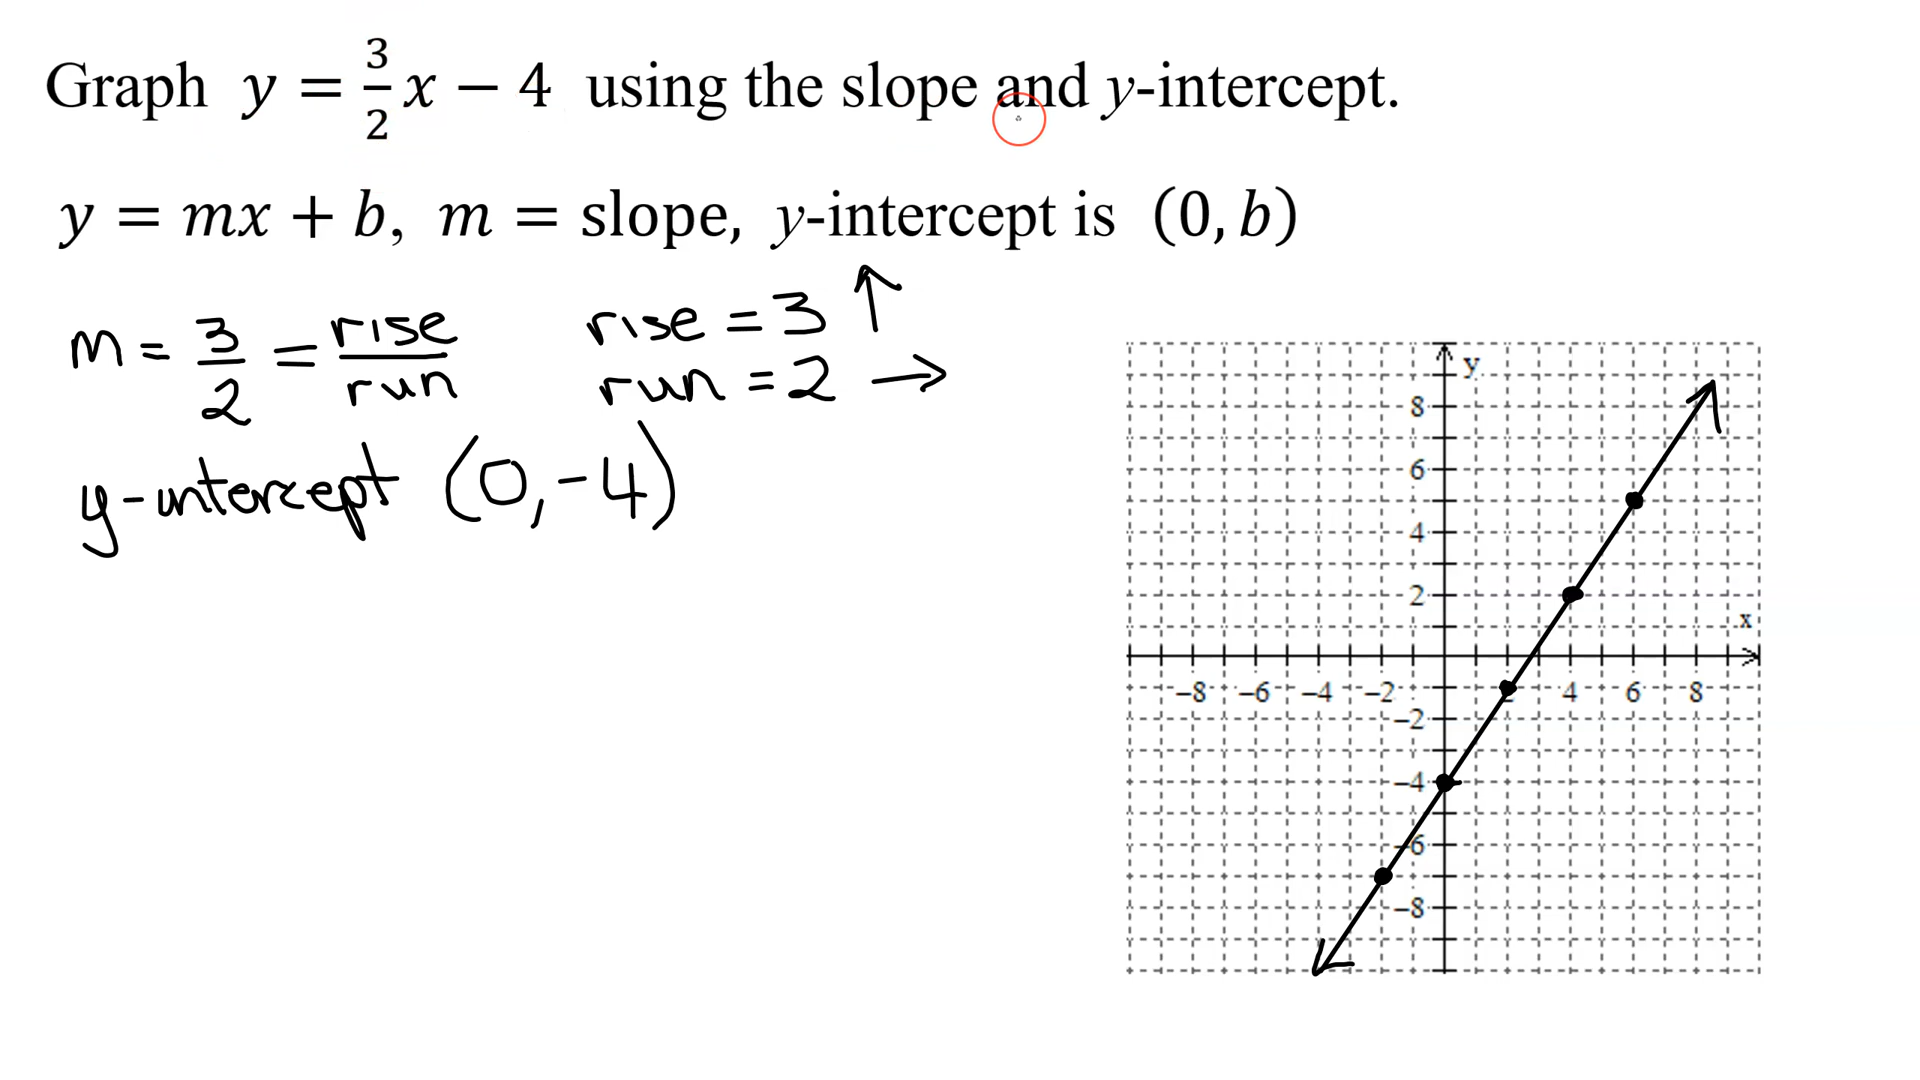 Graph y = 3/2 x − 4 using the slope and y-intercept.
y = mx + b, m = slope, y-intercept is (0, b)
m = 3/2 = rise/run
rise = 3 ↑
run = 2 →
y-intercept (0, -4)
y
8
6
4
2
x
−8 −6 −4 −2 2 4 6 8
−2
−4
−6
−8